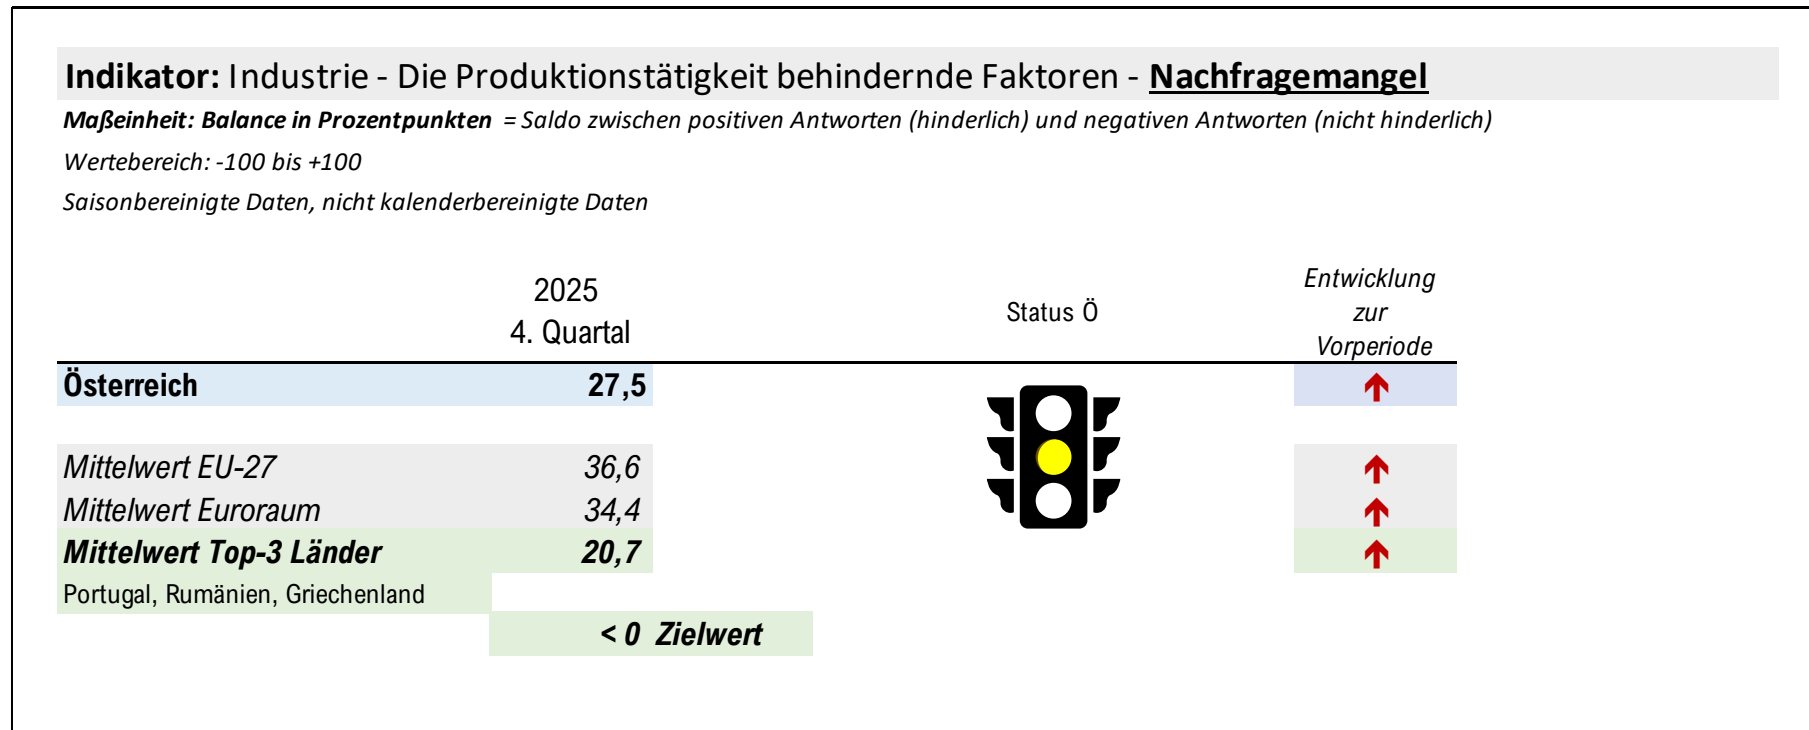 Indikator: Industrie - Die Produktionstätigkeit behindernde Faktoren - Nachfragemangel
Maßeinheit: Balance in Prozentpunkten = Saldo zwischen positiven Antworten (hinderlich) und negativen Antworten (nicht hinderlich)
Wertebereich: -100 bis +100
Saisonbereinigte Daten, nicht kalenderbereinigte Daten
2025
4. Quartal
Status Ö
Entwicklung
zur
Vorperiode
Österreich 27,5
Mittelwert EU-27 36,6
Mittelwert Euroraum 34,4
Mittelwert Top-3 Länder 20,7
Portugal, Rumänien, Griechenland
< 0 Zielwert